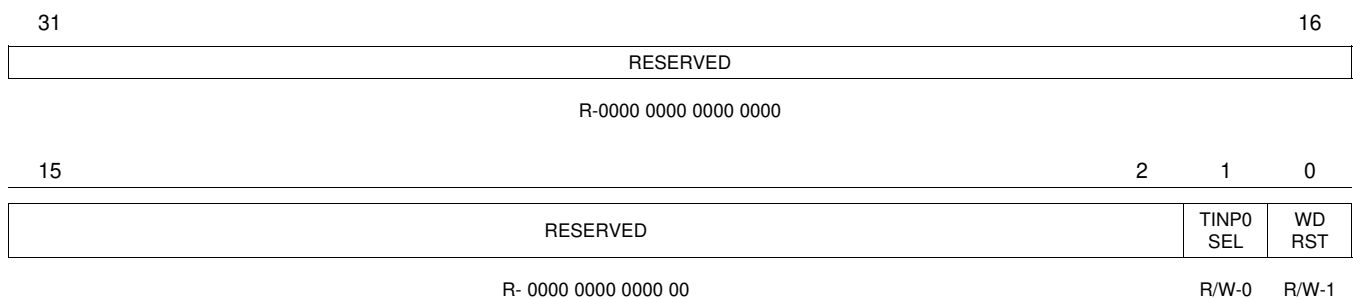 31 16
RESERVED
R-0000 0000 0000 0000
15 2 1 0
RESERVED TINP0 SEL WD RST
R- 0000 0000 0000 00 R/W-0 R/W-1